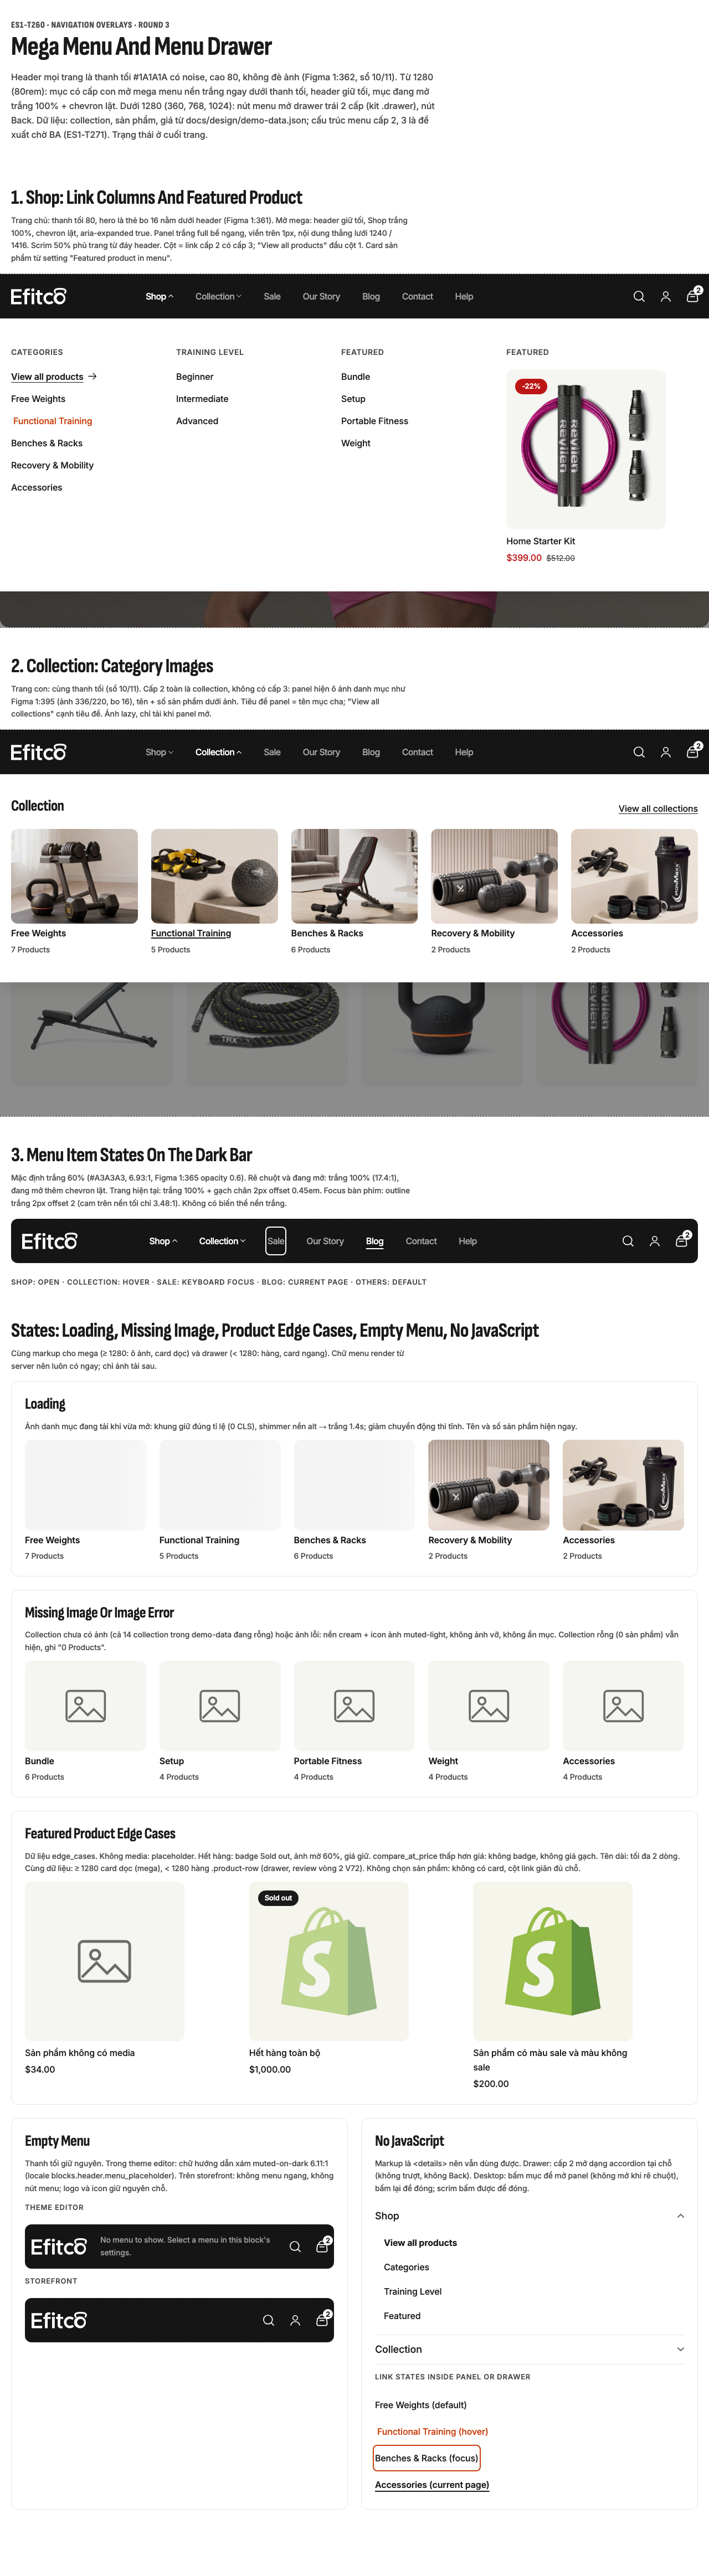 ES1-T260 · NAVIGATION OVERLAYS · ROUND 3
Mega Menu And Menu Drawer
Header mọi trang là thanh tối #1A1A1A có noise, cao 80, không đè ảnh (Figma 1:362, sổ 10/11). Từ 1280
(80rem): mục có cấp con mở mega menu nền trắng ngay dưới thanh tối, header giữ tối, mục đang mở
trắng 100% + chevron lật. Dưới 1280 (360, 768, 1024): nút menu mở drawer trái 2 cấp (kit .drawer), nút
Back. Dữ liệu: collection, sản phẩm, giá từ docs/design/demo-data.json; cấu trúc menu cấp 2, 3 là đề
xuất chờ BA (ES1-T271). Trạng thái ở cuối trang.
1. Shop: Link Columns And Featured Product
Trang chủ: thanh tối 80, hero là thẻ bo 16 nằm dưới header (Figma 1:361). Mở mega: header giữ tối, Shop trắng
100%, chevron lật, aria-expanded true. Panel trắng full bề ngang, viền trên 1px, nội dung thẳng lưới 1240 /
1416. Scrim 50% phủ trang từ đáy header. Cột = link cấp 2 có cấp 3; "View all products" đầu cột 1. Card sản
phẩm từ setting "Featured product in menu".
Efitco
Shop
Collection
Sale
Our Story
Blog
Contact
Help
2
CATEGORIES
View all products
Free Weights
Functional Training
Benches & Racks
Recovery & Mobility
Accessories
TRAINING LEVEL
Beginner
Intermediate
Advanced
FEATURED
Bundle
Setup
Portable Fitness
Weight
FEATURED
-22%
Revilien
Revilien
Home Starter Kit
$399.00 $512.00
2. Collection: Category Images
Trang con: cùng thanh tối (sổ 10/11). Cấp 2 toàn là collection, không có cấp 3: panel hiện ô ảnh danh mục như
Figma 1:395 (ảnh 336/220, bo 16), tên + số sản phẩm dưới ảnh. Tiêu đề panel = tên mục cha; "View all
collections" cạnh tiêu đề. Ảnh lazy, chỉ tải khi panel mở.
Efitco
Shop
Collection
Sale
Our Story
Blog
Contact
Help
2
Collection
View all collections
Free Weights
7 Products
Functional Training
5 Products
Benches & Racks
6 Products
Recovery & Mobility
2 Products
Accessories
2 Products
TRX
16
3. Menu Item States On The Dark Bar
Mặc định trắng 60% (#A3A3A3, 6.93:1, Figma 1:365 opacity 0.6). Rê chuột và đang mở: trắng 100% (17.4:1),
đang mở thêm chevron lật. Trang hiện tại: trắng 100% + gạch chân 2px offset 0.45em. Focus bàn phím: outline
trắng 2px offset 2 (cam trên nền tối chỉ 3.48:1). Không có biến thể nền trắng.
Efitco
Shop
Collection
Sale
Our Story
Blog
Contact
Help
2
SHOP: OPEN · COLLECTION: HOVER · SALE: KEYBOARD FOCUS · BLOG: CURRENT PAGE · OTHERS: DEFAULT
States: Loading, Missing Image, Product Edge Cases, Empty Menu, No JavaScript
Cùng markup cho mega (≥ 1280: ô ảnh, card dọc) và drawer (< 1280: hàng, card ngang). Chữ menu render từ
server nên luôn có ngay; chỉ ảnh tải sau.
Loading
Ảnh danh mục đang tải khi vừa mở: khung giữ đúng tỉ lệ (0 CLS), shimmer nền alt → trắng 1.4s; giảm chuyển động thì tĩnh. Tên và số sản phẩm hiện ngay.
Free Weights
7 Products
Functional Training
5 Products
Benches & Racks
6 Products
Recovery & Mobility
2 Products
Accessories
2 Products
Missing Image Or Image Error
Collection chưa có ảnh (cả 14 collection trong demo-data đang rỗng) hoặc ảnh lỗi: nền cream + icon ảnh muted-light, không ảnh vỡ, không ẩn mục. Collection rỗng (0 sản phẩm) vẫn
hiện, ghi "0 Products".
Bundle
6 Products
Setup
4 Products
Portable Fitness
4 Products
Weight
4 Products
Accessories
4 Products
Featured Product Edge Cases
Dữ liệu edge_cases. Không media: placeholder. Hết hàng: badge Sold out, ảnh mờ 60%, giá giữ. compare_at_price thấp hơn giá: không badge, không giá gạch. Tên dài: tối đa 2 dòng.
Cùng dữ liệu: ≥ 1280 card dọc (mega), < 1280 hàng .product-row (drawer, review vòng 2 V72). Không chọn sản phẩm: không có card, cột link giãn đủ chỗ.
Sản phẩm không có media
$34.00
Sold out
Hết hàng toàn bộ
$1,000.00
Sản phẩm có màu sale và màu không
sale
$200.00
Empty Menu
Thanh tối giữ nguyên. Trong theme editor: chữ hướng dẫn xám muted-on-dark 6.11:1
(locale blocks.header.menu_placeholder). Trên storefront: không menu ngang, không
nút menu; logo và icon giữ nguyên chỗ.
THEME EDITOR
Efitco
No menu to show. Select a menu in this block's
settings.
2
STOREFRONT
Efitco
2
No JavaScript
Markup là <details> nên vẫn dùng được. Drawer: cấp 2 mở dạng accordion tại chỗ
(không trượt, không Back). Desktop: bấm mục để mở panel (không mở khi rê chuột),
bấm lại để đóng; scrim bấm được để đóng.
Shop
View all products
Categories
Training Level
Featured
Collection
LINK STATES INSIDE PANEL OR DRAWER
Free Weights (default)
Functional Training (hover)
Benches & Racks (focus)
Accessories (current page)